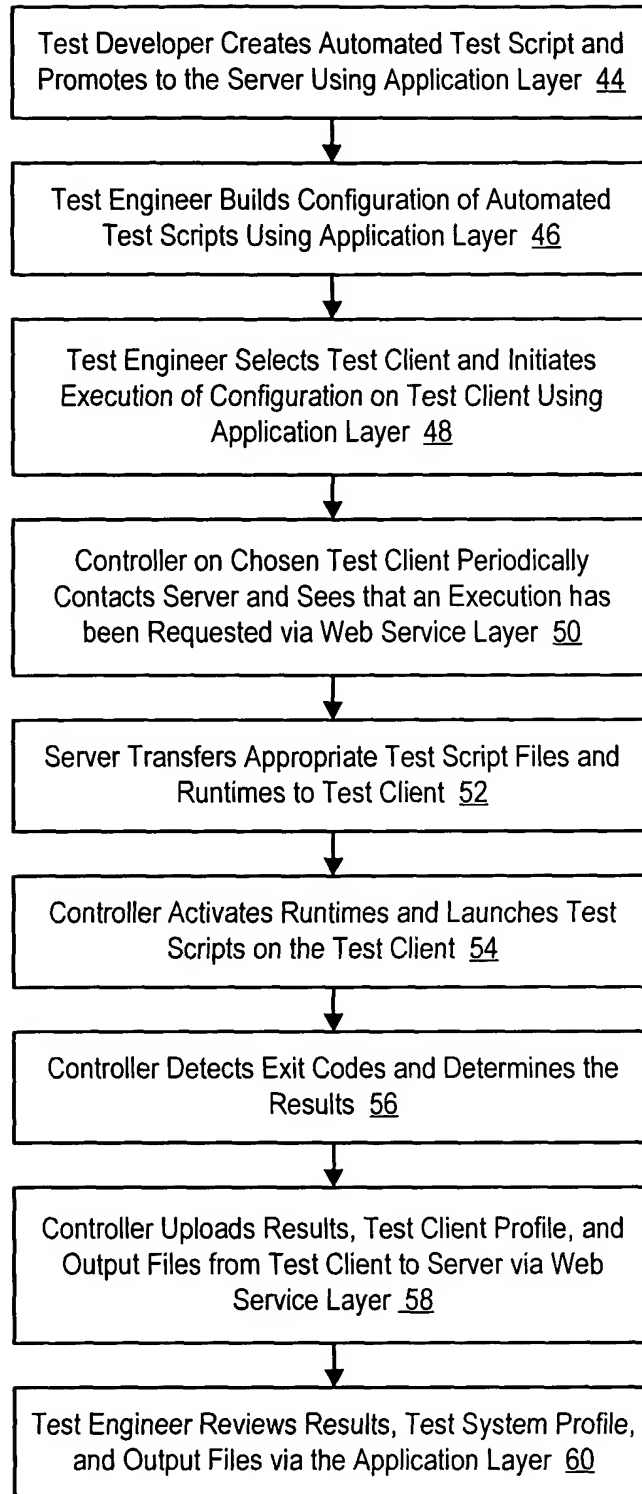 Test Developer Creates Automated Test Script and
Promotes to the Server Using Application Layer 44
Test Engineer Builds Configuration of Automated
Test Scripts Using Application Layer 46
Test Engineer Selects Test Client and Initiates
Execution of Configuration on Test Client Using
Application Layer 48
Controller on Chosen Test Client Periodically
Contacts Server and Sees that an Execution has
been Requested via Web Service Layer 50
Server Transfers Appropriate Test Script Files and
Runtimes to Test Client 52
Controller Activates Runtimes and Launches Test
Scripts on the Test Client 54
Controller Detects Exit Codes and Determines the
Results 56
Controller Uploads Results, Test Client Profile, and
Output Files from Test Client to Server via Web
Service Layer 58
Test Engineer Reviews Results, Test System Profile,
and Output Files via the Application Layer 60